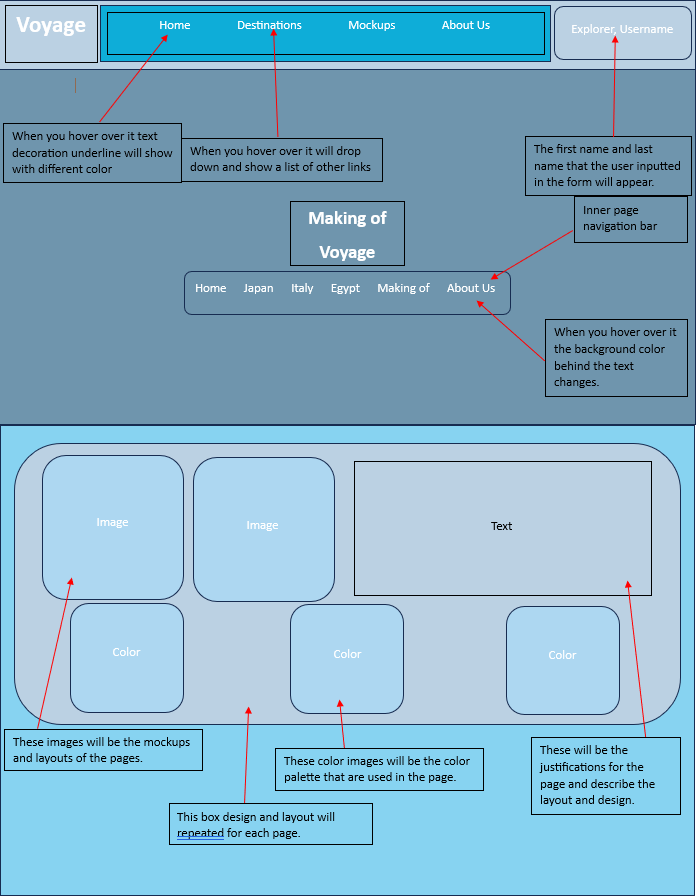 Voyage
Home Destinations Mockups About Us
Explorer, Username
When you hover over it text
decoration underline will show
with different color
When you hover over it will drop
down and show a list of other links
The first name and last
name that the user inputted
in the form will appear.
Inner page
navigation bar
Making of
Voyage
Home Japan Italy Egypt Making of About Us
When you hover over it
the background color
behind the text
changes.
Image
Image
Text
Color
Color
Color
These images will be the mockups
and layouts of the pages.
These color images will be the color
palette that are used in the page.
These will be the
justifications for the
page and describe the
layout and design.
This box design and layout will
repeated for each page.